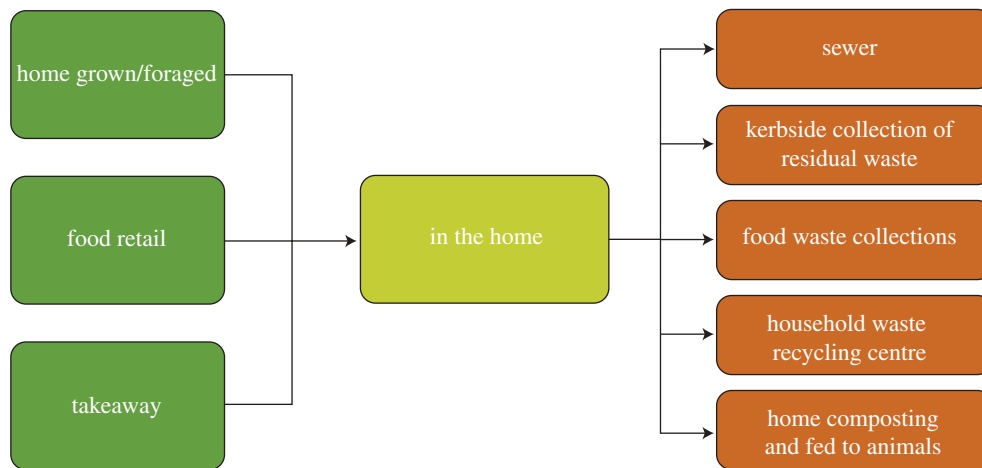 home grown/foraged
food retail
takeaway
in the home
sewer
kerbside collection of
residual waste
food waste collections
household waste
recycling centre
home composting
and fed to animals